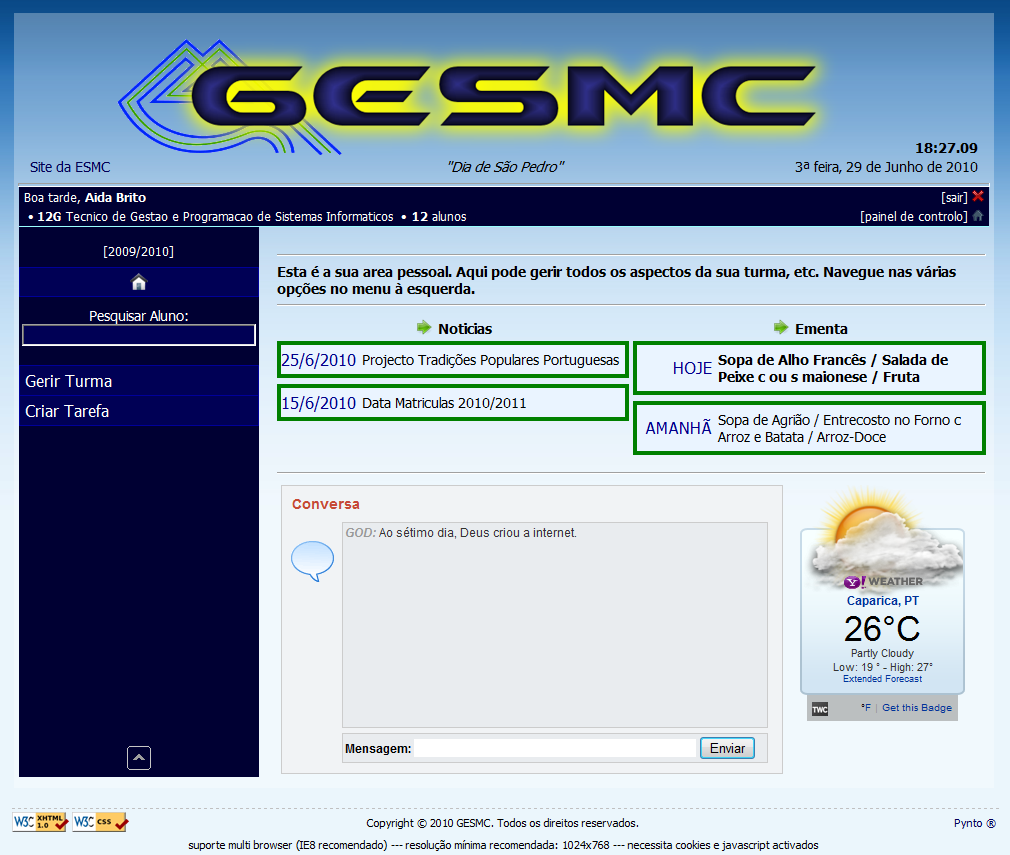 GESMC
18:27.09
Site da ESMC
"Dia de São Pedro"
3ª feira, 29 de Junho de 2010
Boa tarde, Aida Brito
[sair]
• 12G Tecnico de Gestao e Programacao de Sistemas Informaticos • 12 alunos
[painel de controlo]
[2009/2010]
Pesquisar Aluno:
Gerir Turma
Criar Tarefa
Esta é a sua area pessoal. Aqui pode gerir todos os aspectos da sua turma, etc. Navegue nas várias
opções no menu à esquerda.
Noticias
25/6/2010 Projecto Tradições Populares Portuguesas
15/6/2010 Data Matriculas 2010/2011
Ementa
HOJE
Sopa de Alho Francês / Salada de
Peixe c ou s maionese / Fruta
AMANHÃ
Sopa de Agrião / Entrecosto no Forno c
Arroz e Batata / Arroz-Doce
Conversa
GOD: Ao sétimo dia, Deus criou a internet.
Mensagem:
Enviar
Y! WEATHER
Caparica, PT
26°C
Partly Cloudy
Low: 19 ° - High: 27°
Extended Forecast
TWC
°F | Get this Badge
W3C XHTML 1.0
W3C CSS
Copyright © 2010 GESMC. Todos os direitos reservados.
Pynto ®
suporte multi browser (IE8 recomendado) --- resolução mínima recomendada: 1024x768 --- necessita cookies e javascript activados